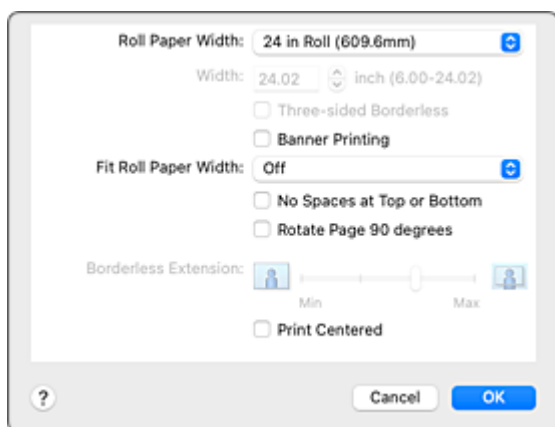 Roll Paper Width: 24 in Roll (609.6mm)
Width: 24.02 inch (6.00-24.02)
Three-sided Borderless
Banner Printing
Fit Roll Paper Width: Off
No Spaces at Top or Bottom
Rotate Page 90 degrees
Borderless Extension:
Min Max
Print Centered
? Cancel OK